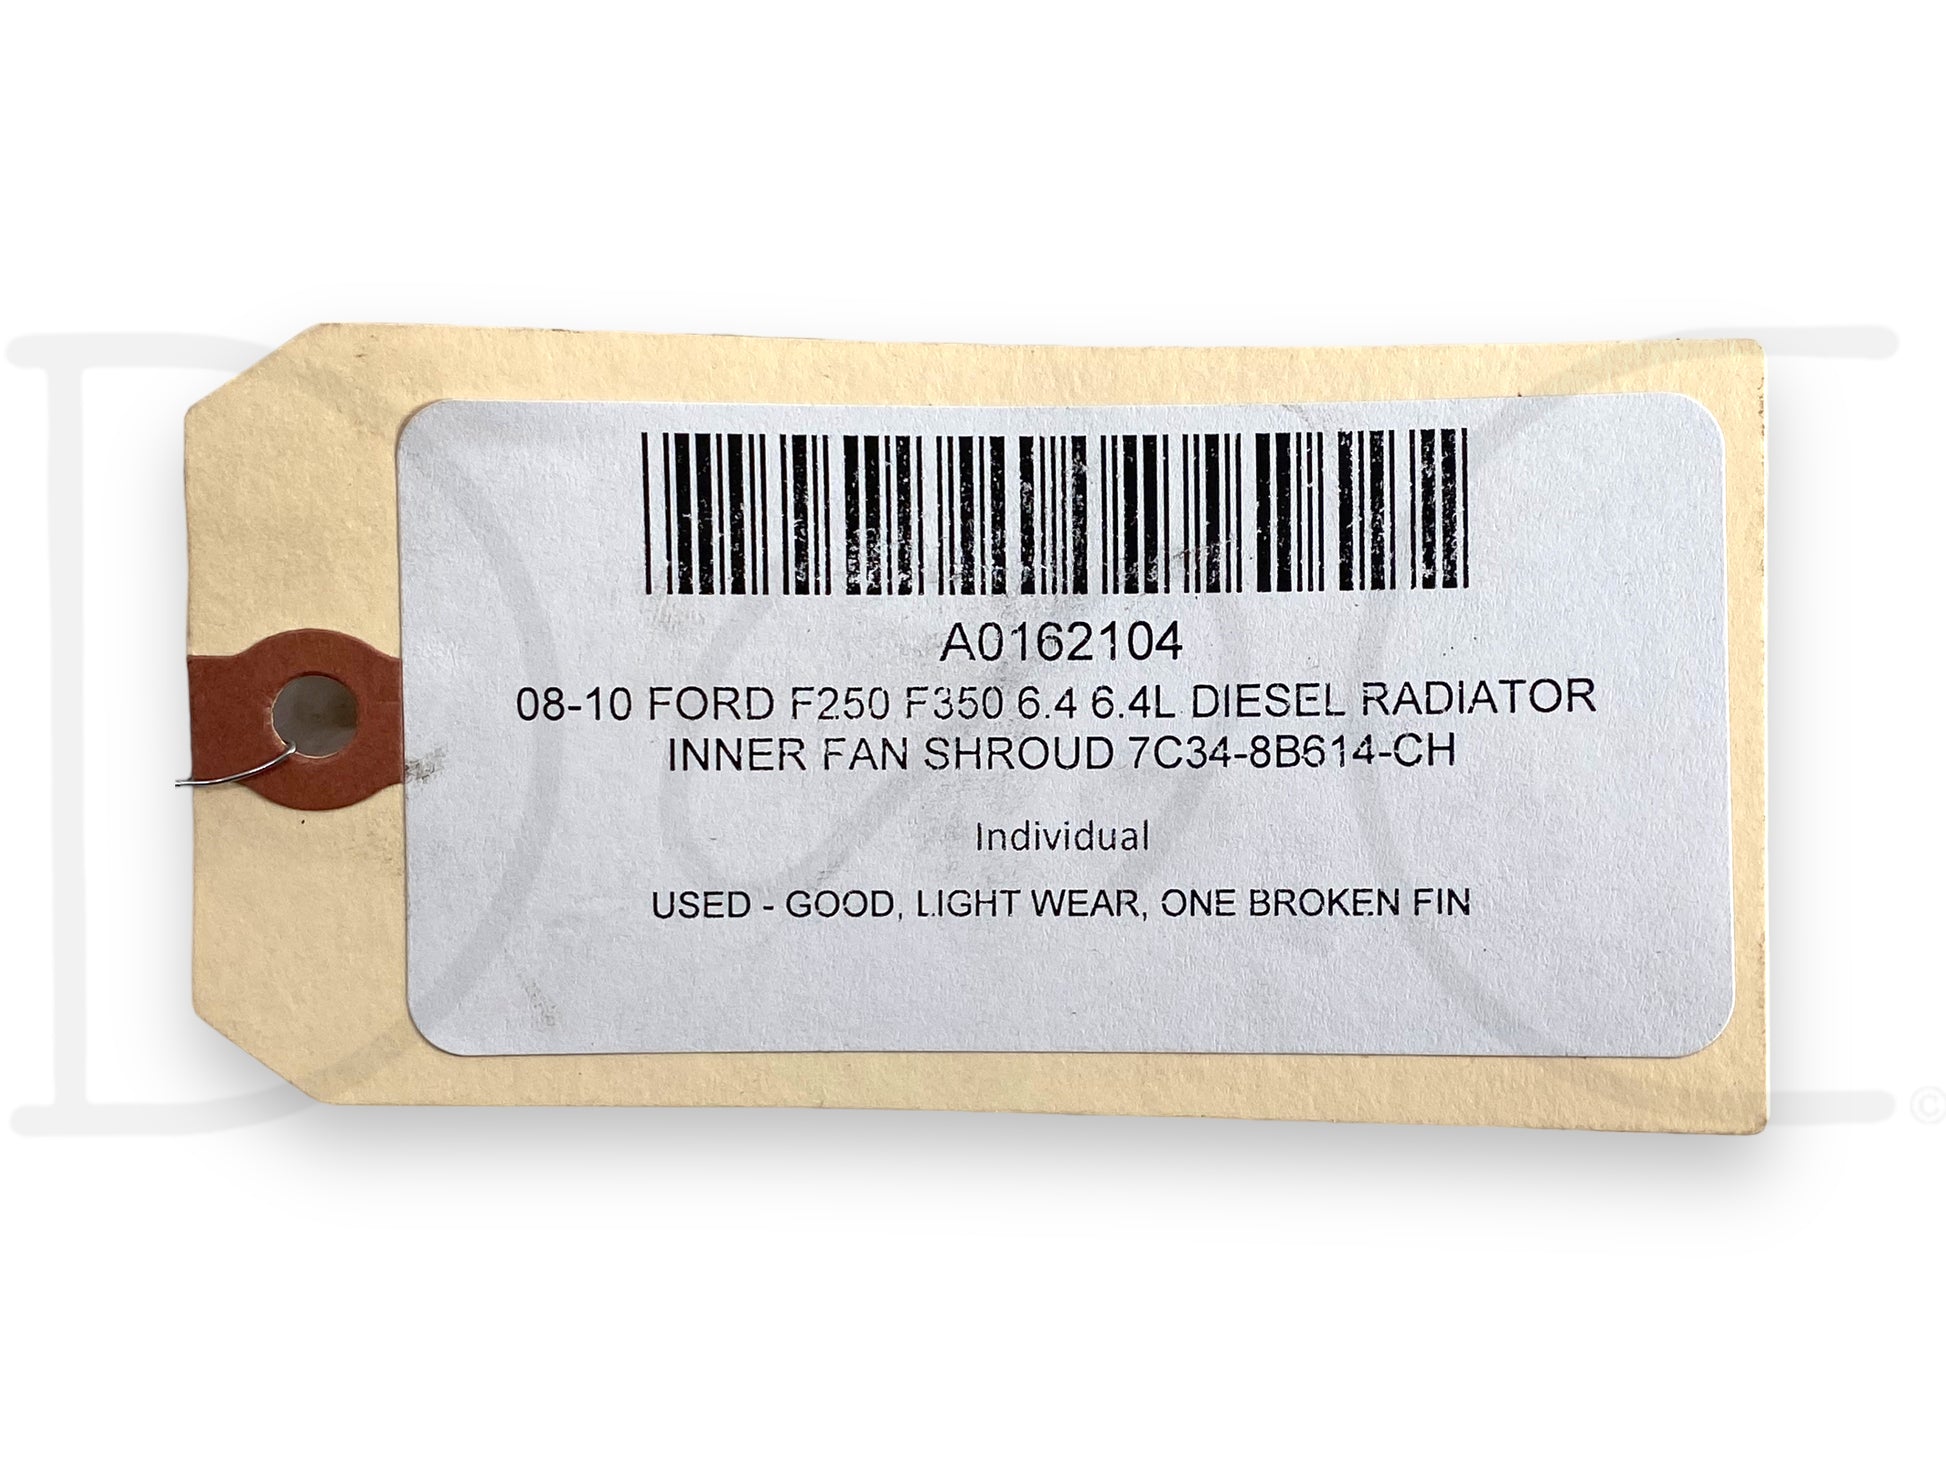 A0162104
08-10 FORD F250 F350 6.4 6.4L DIESEL RADIATOR
INNER FAN SHROUD 7C34-8B614-CH
Individual
USED - GOOD, LIGHT WEAR, ONE BROKEN FIN
©